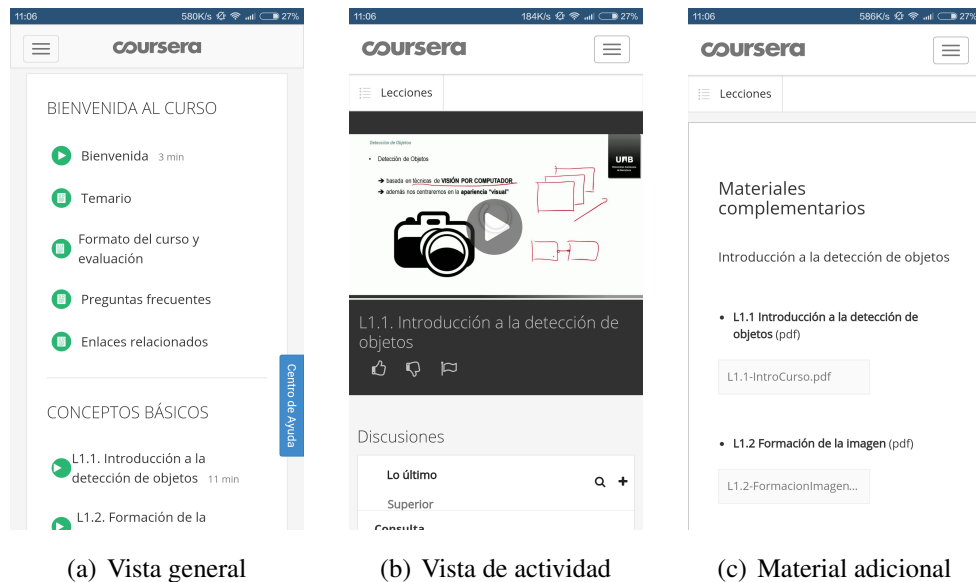 11:06
580K/s
27%
coursera
BIENVENIDA AL CURSO
Bienvenida 3 min
Temario
Formato del curso y
evaluación
Preguntas frecuentes
Enlaces relacionados
Centro de Ayuda
CONCEPTOS BÁSICOS
L1.1. Introducción a la
detección de objetos 11 min
L1.2. Formación de la
(a) Vista general
11:06
184K/s
27%
coursera
Lecciones
Detección de Objetos
UAB
• Detección de Objetos
➔ basada en técnicas de VISIÓN POR COMPUTADOR
➔ además nos contraremos en la apariencia "visual"
L1.1. Introducción a la detección de
objetos
Discusiones
Lo último
Superior
Consulta
(b) Vista de actividad
11:06
586K/s
27%
coursera
Lecciones
Materiales
complementarios
Introducción a la detección de objetos
• L1.1 Introducción a la detección de
objetos (pdf)
L1.1-IntroCurso.pdf
• L1.2 Formación de la imagen (pdf)
L1.2-FormacionImagen...
(c) Material adicional